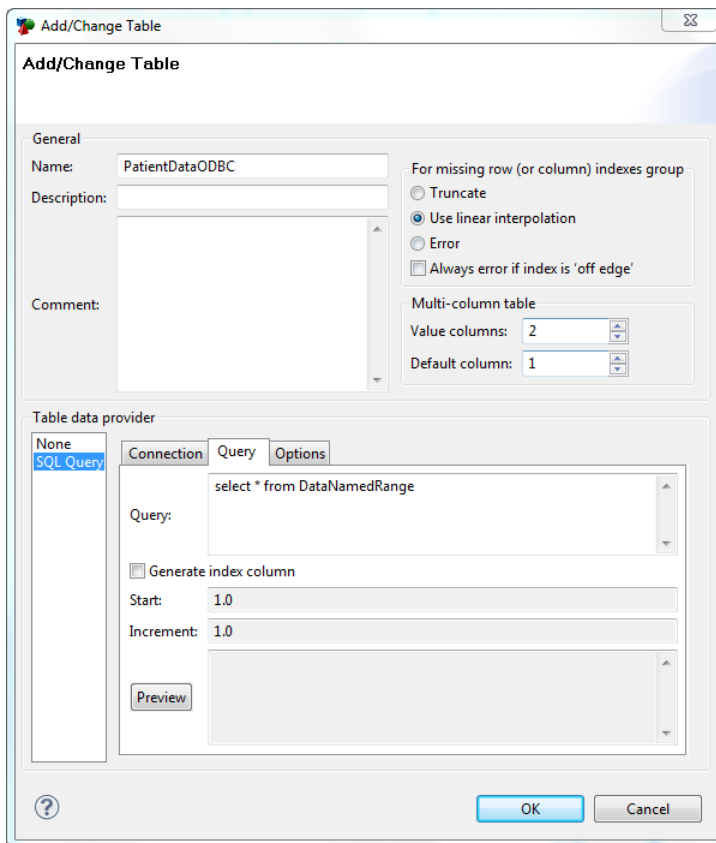 Add/Change Table
Add/Change Table
General
Name: PatientDataODBC
Description:
Comment:
For missing row (or column) indexes group
Truncate
Use linear interpolation
Error
Always error if index is 'off edge'
Multi-column table
Value columns: 2
Default column: 1
Table data provider
None
SQL Query
Connection Query Options
Query: select * from DataNamedRange
Generate index column
Start: 1.0
Increment: 1.0
Preview
?
OK Cancel